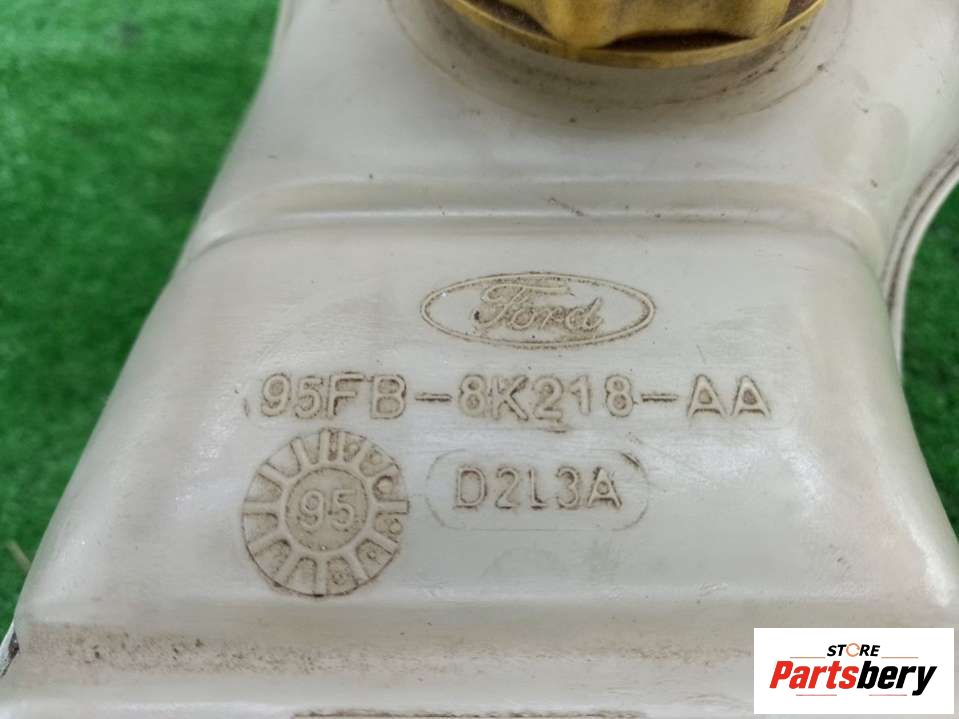 Ford
95FB-8K218-AA
95
D2L3A
STORE
Partsbery